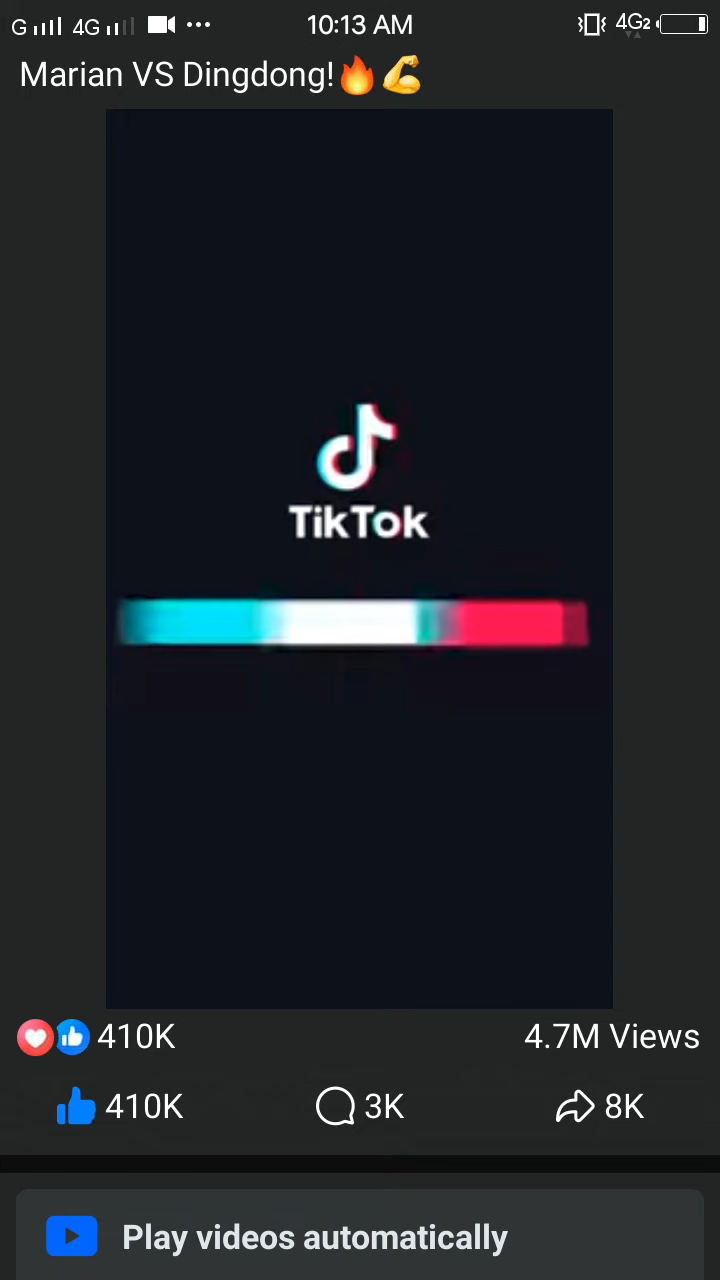 G 4G 10:13 AM 4G2
Marian VS Dingdong!🔥💪
TikTok
410K 4.7M Views
410K 3K 8K
Play videos automatically